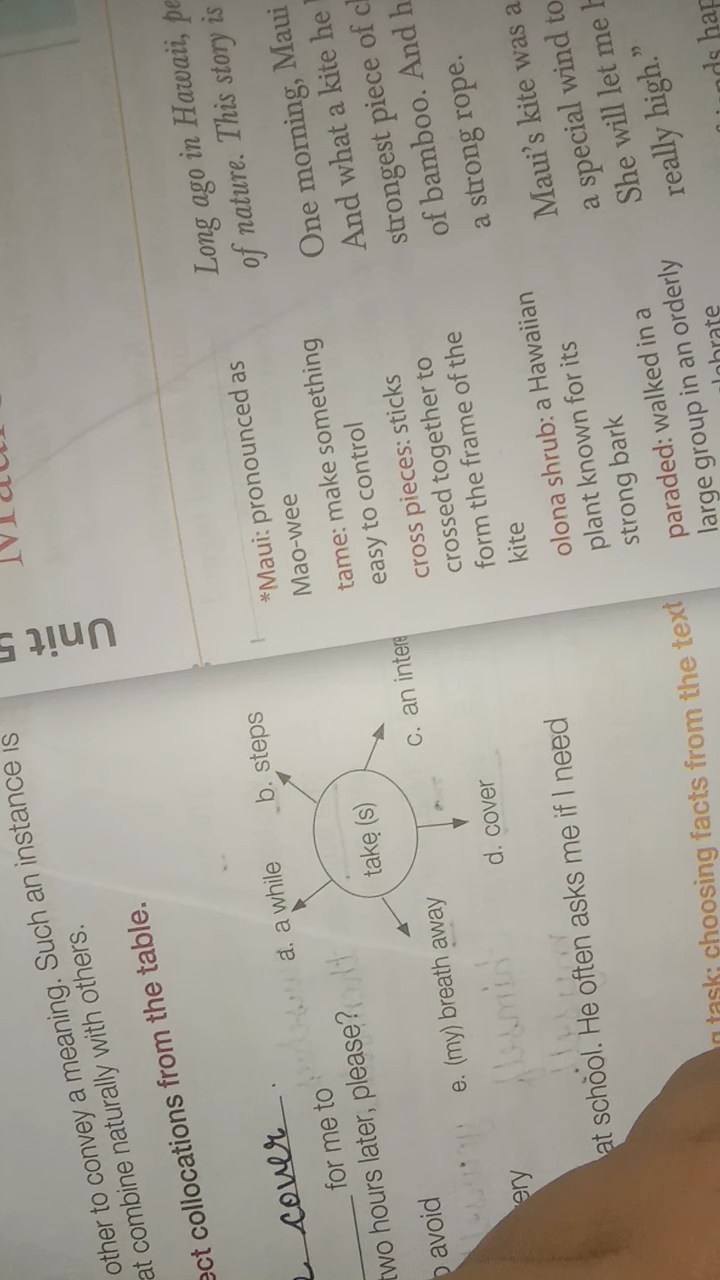 other to convey a meaning. Such an instance is
at combine naturally with others.
ect collocations from the table.
cover.
for me to
two hours later, please?
avoid
ery
at school. He often asks me if I need
a. a while
b. steps
take (s)
c. an inter
d. cover
e. (my) breath away
task: choosing facts from the text
Unit 5
*Maui: pronounced as
Mao-wee
tame: make something
easy to control
cross pieces: sticks
crossed together to
form the frame of the
kite
olona shrub: a Hawaiian
plant known for its
strong bark
paraded: walked in a
large group in an orderly
Long ago in Hawaii, pe
of nature. This story is
One morning, Maui
And what a kite he
strongest piece of cl
of bamboo. And h
a strong rope.
Maui's kite was a
a special wind to
She will let me
really high."